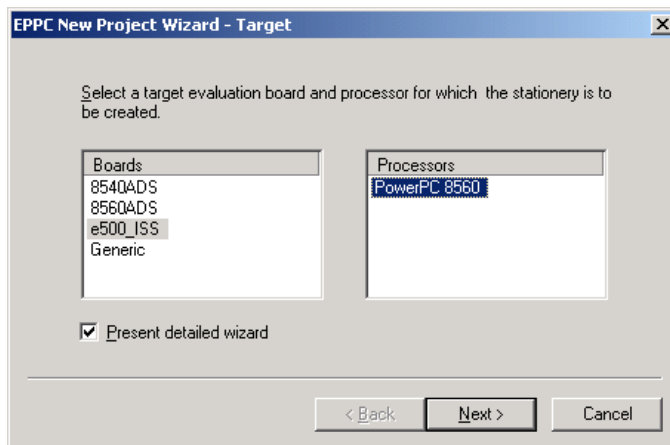 EPPC New Project Wizard - Target
Select a target evaluation board and processor for which the stationery is to
be created.
Boards
8540ADS
8560ADS
e500_ISS
Generic
Processors
PowerPC 8560
Present detailed wizard
< Back
Next >
Cancel